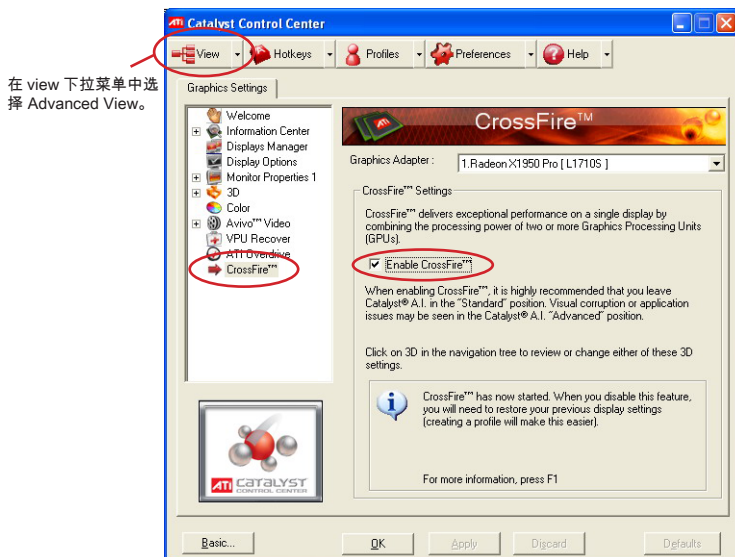 ATI Catalyst Control Center
View
Hotkeys
Profiles
Preferences
Help
在 view 下拉菜单中选
择 Advanced View。
Graphics Settings
Welcome
Information Center
Displays Manager
Display Options
Monitor Properties 1
3D
Color
Avivo™ Video
VPU Recover
ATI Overdrive
CrossFire™
CrossFire™
Graphics Adapter :
1.Radeon X1950 Pro [ L1710S ]
CrossFire™ Settings
CrossFire™ delivers exceptional performance on a single display by
combining the processing power of two or more Graphics Processing Units
(GPUs).
Enable CrossFire™
When enabling CrossFire™, it is highly recommended that you leave
Catalyst® A.I. in the "Standard" position. Visual corruption or application
issues may be seen in the Catalyst® A.I. "Advanced" position.
Click on 3D in the navigation tree to review or change either of these 3D
settings.
CrossFire™ has now started. When you disable this feature,
you will need to restore your previous display settings
(creating a profile will make this easier).
For more information, press F1
ATI CATALYST
CONTROL CENTER
Basic...
OK
Apply
Discard
Defaults